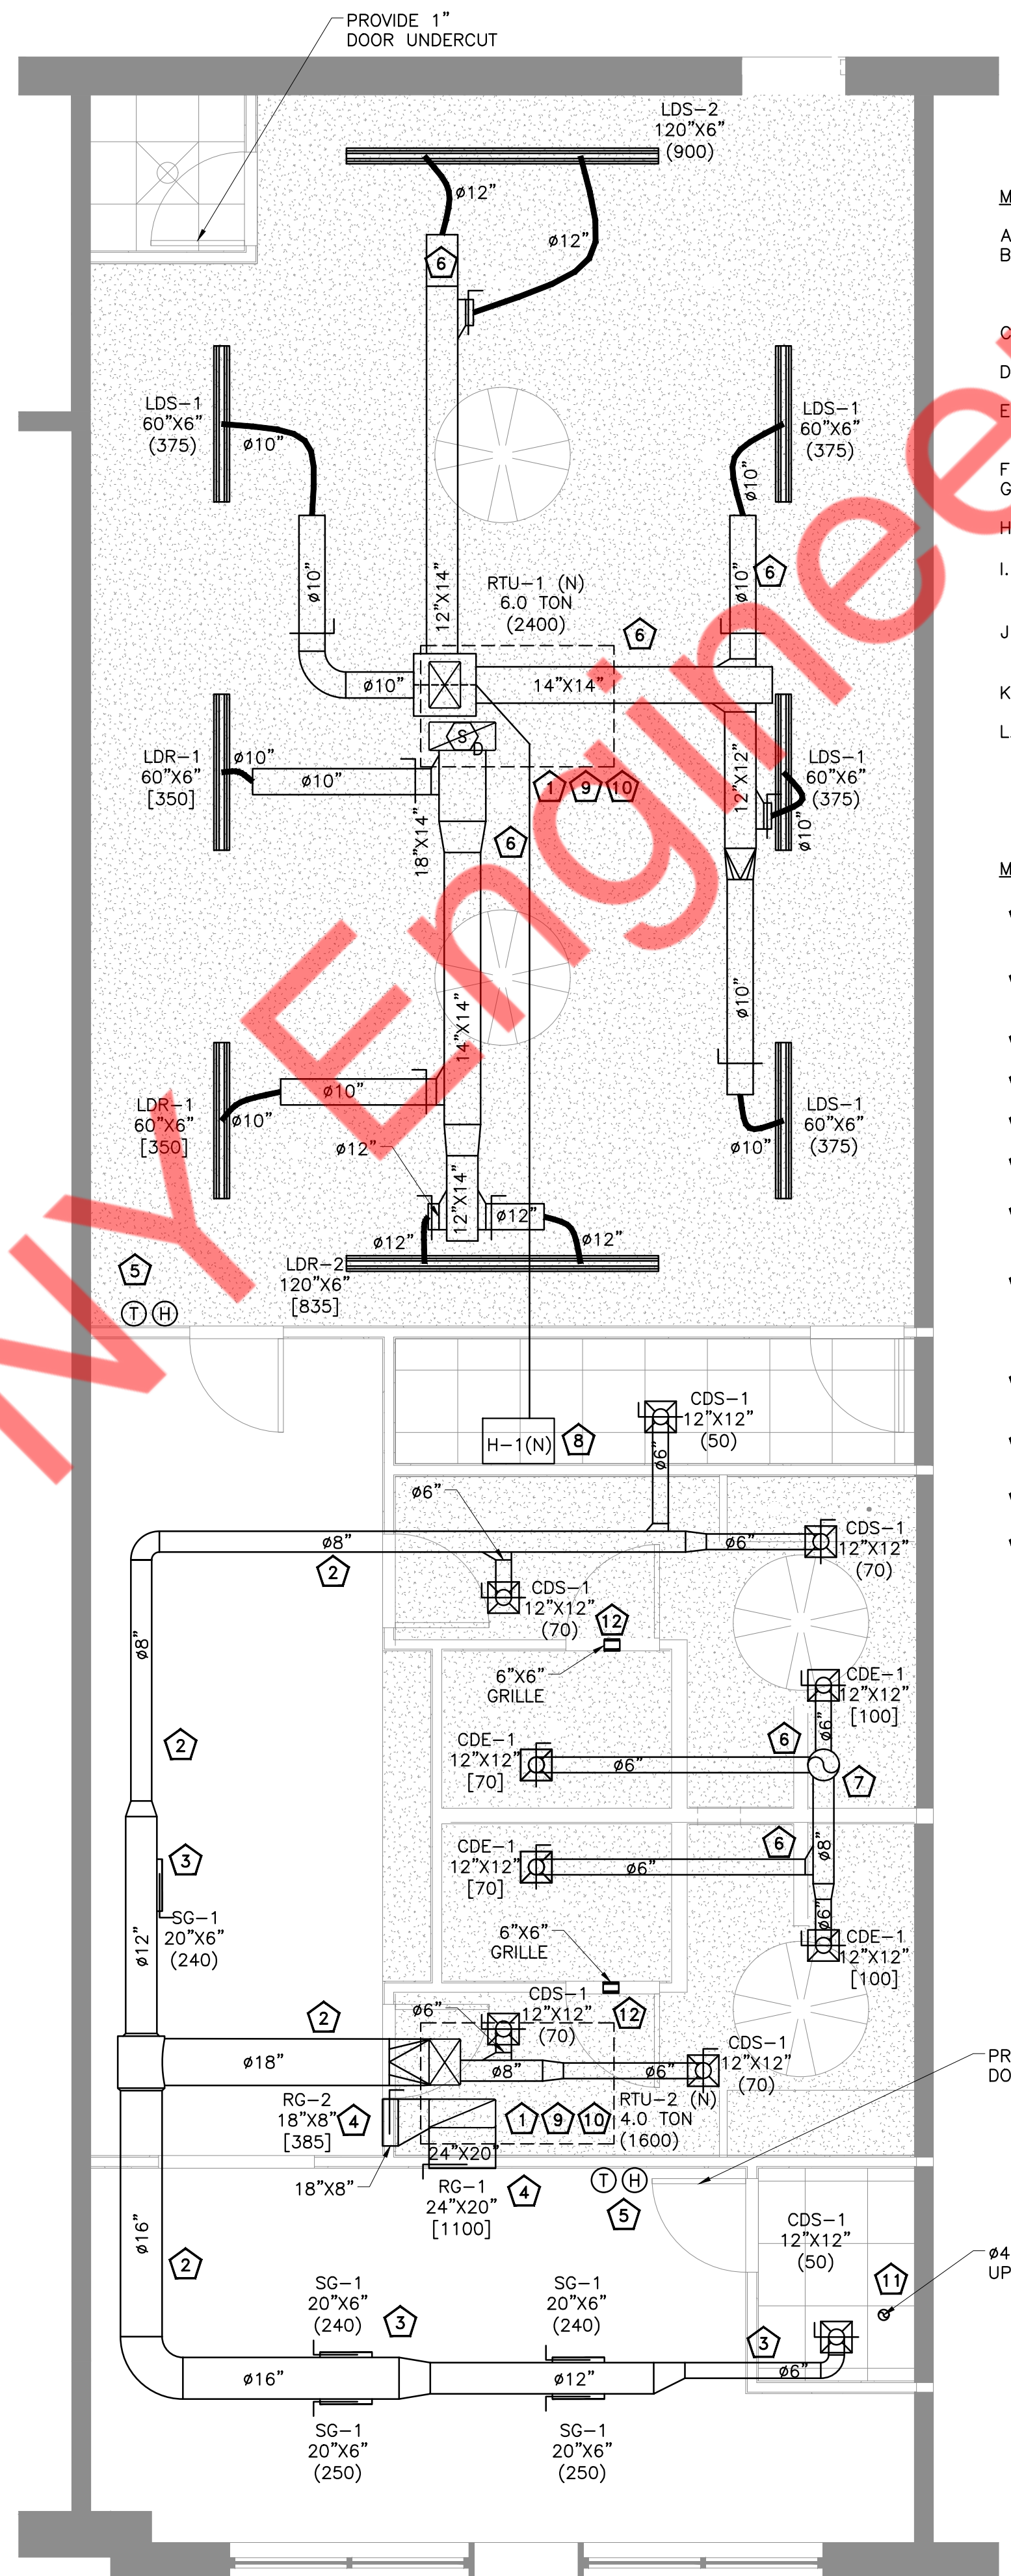 PROVIDE 1"
DOOR UNDERCUT
LDS-2
120"X6"
(900)
ø12"
ø12"
6
M
A
B
C
D
E
F
G
H
I.
J
K
L.
M
LDS-1
60"X6"
(375)
ø10"
LDS-1
60"X6"
(375)
ø10"
ø10"
12"X14"
RTU-1 (N)
6.0 TON
(2400)
ø10"
6
6
ø10"
14"X14"
S
D
LDR-1
60"X6"
[350]
ø10"
ø10"
18"X14"
1
9
10
6
12"X12"
LDS-1
60"X6"
(375)
ø10"
14"X14"
ø10"
LDR-1
60"X6"
[350]
ø10"
ø10"
LDS-1
60"X6"
(375)
ø10"
ø12"
12"X14"
ø12"
ø12"
ø12"
LDR-2
120"X6"
[835]
5
T
H
H-1(N)
8
CDS-1
12"X12"
(50)
ø6"
ø6"
ø8"
2
ø6"
CDS-1
12"X12"
(70)
CDS-1
12"X12"
(70)
12
6"X6"
GRILLE
ø8"
2
CDE-1
12"X12"
[100]
ø6"
CDE-1
12"X12"
[70]
ø6"
6
7
CDE-1
12"X12"
[70]
ø6"
6
ø8"
ø6"
3
SG-1
20"X6"
(240)
ø12"
6"X6"
GRILLE
CDE-1
12"X12"
[100]
12
CDS-1
12"X12"
(70)
ø6"
2
ø18"
ø8"
ø6"
CDS-1
12"X12"
(70)
PR
DO
RG-2
18"X8"
[385]
4
1
9
10
RTU-2 (N)
4.0 TON
(1600)
24"X20"
18"X8"
RG-1
24"X20"
[1100]
4
T
H
5
ø16"
2
CDS-1
12"X12"
(50)
11
ø4
UP
SG-1
20"X6"
(240)
3
SG-1
20"X6"
(240)
3
ø16"
ø12"
ø6"
SG-1
20"X6"
(250)
SG-1
20"X6"
(250)
NY Engineer